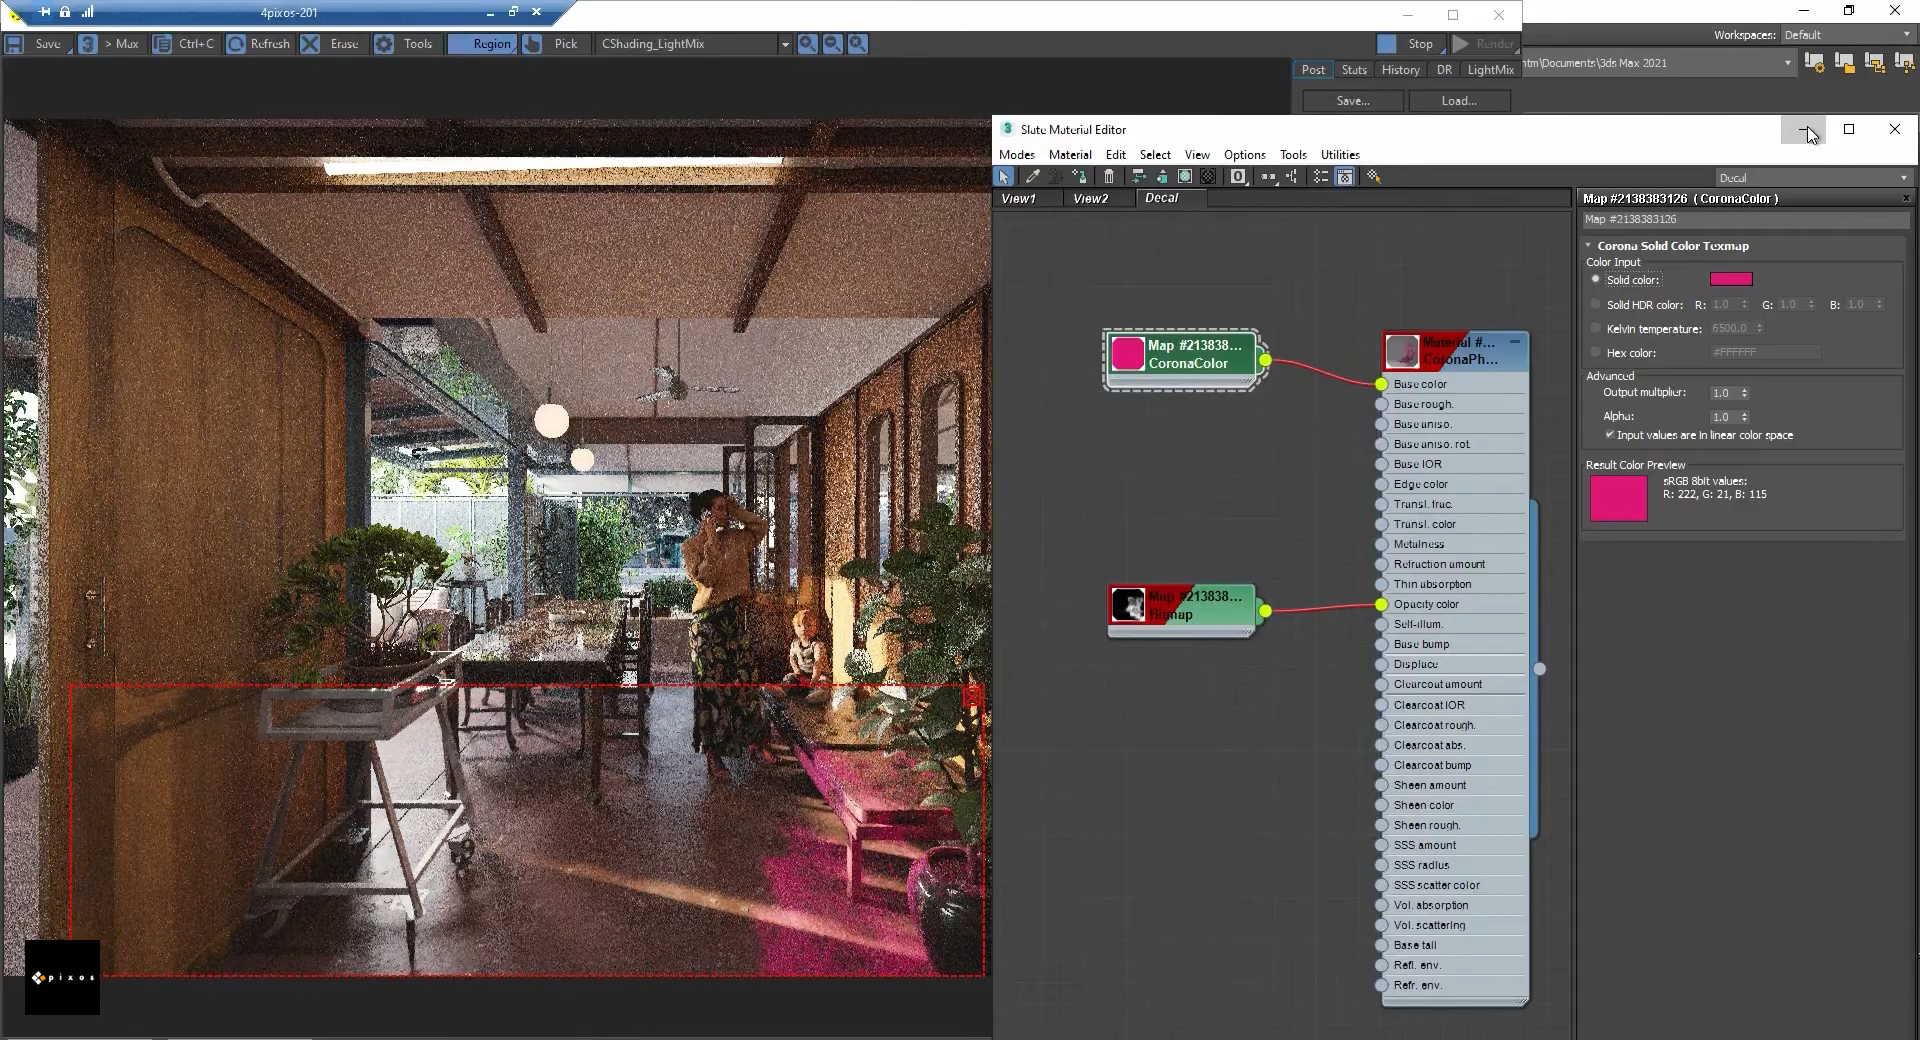 4pixos-201
Save
> Max
Ctrl+C
Refresh
Erase
Tools
Region
Pick
CShading_LightMix
Stop
Render
Workspaces: Default
ntm\Documents\3ds Max 2021
Post Stats History DR LightMix
Save... Load...
3 Slate Material Editor
Modes Material Edit Select View Options Tools Utilities
Decal
View1 View2 Decal
Map #2138383126 ( CoronaColor )
Map #2138383126
Corona Solid Color Texmap
Color Input
Solid color:
Solid HDR color: R: 1.0 G: 1.0 B: 1.0
Kelvin temperature: 6500.0
Hex color: #FFFFFF
Advanced
Output multiplier: 1.0
Alpha: 1.0
Input values are in linear color space
Result Color Preview
sRGB 8bit values:
R: 222, G: 21, B: 115
Map #213838...
CoronaColor
Map #213838...
Bitmap
Material #...
CoronaPh...
Base color
Base rough.
Base aniso.
Base aniso. rot.
Base IOR
Edge color
Transl. frac.
Transl. color
Metalness
Refraction amount
Thin absorption
Opacity color
Self-illum.
Base bump
Displace
Clearcoat amount
Clearcoat IOR
Clearcoat rough.
Clearcoat abs.
Clearcoat bump
Sheen amount
Sheen color
Sheen rough.
SSS amount
SSS radius
SSS scatter color
Vol. absorption
Vol. scattering
Base tail
Refl. env.
Refr. env.
pixos